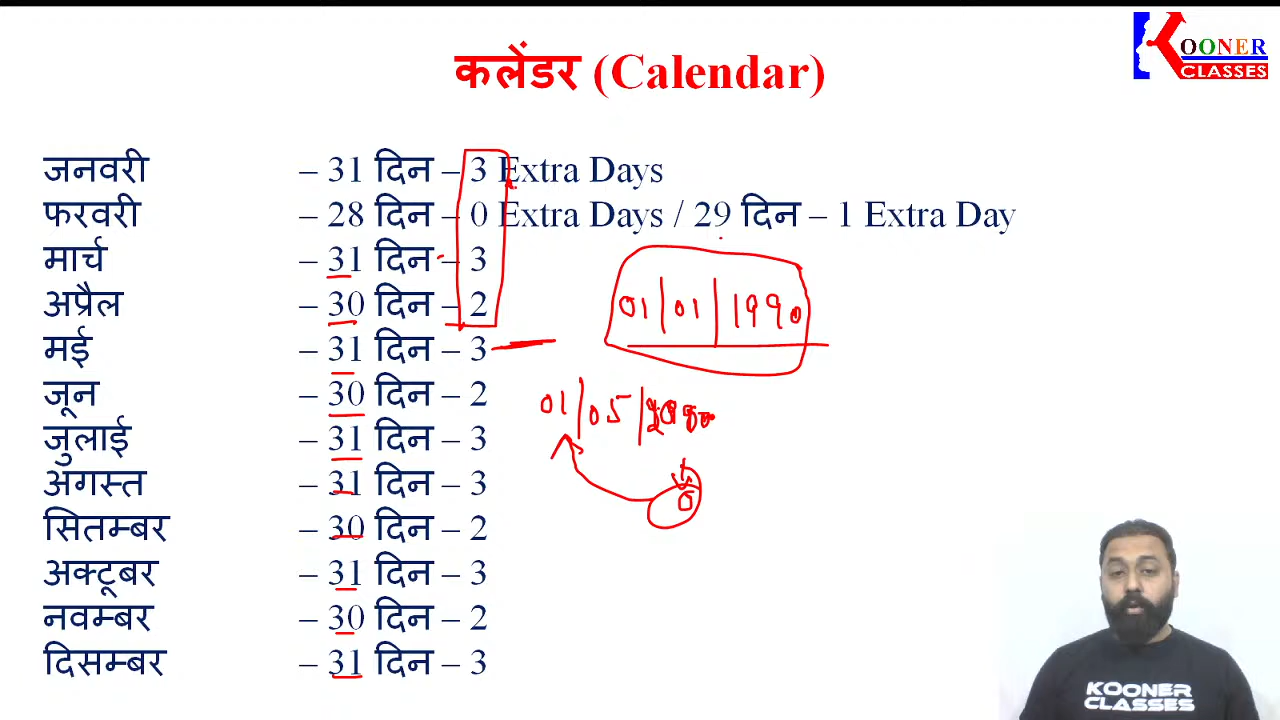 कलेंडर (Calendar)
KOONER
CLASSES
जनवरी – 31 दिन – 3 Extra Days
फरवरी – 28 दिन – 0 Extra Days / 29 दिन – 1 Extra Day
मार्च – 31 दिन – 3
अप्रैल – 30 दिन – 2
01|01|1990
मई – 31 दिन – 3
जून – 30 दिन – 2
01|05|
जुलाई – 31 दिन – 3
अगस्त – 31 दिन – 3
सितम्बर – 30 दिन – 2
अक्टूबर – 31 दिन – 3
नवम्बर – 30 दिन – 2
दिसम्बर – 31 दिन – 3
KOONER
CLASSES